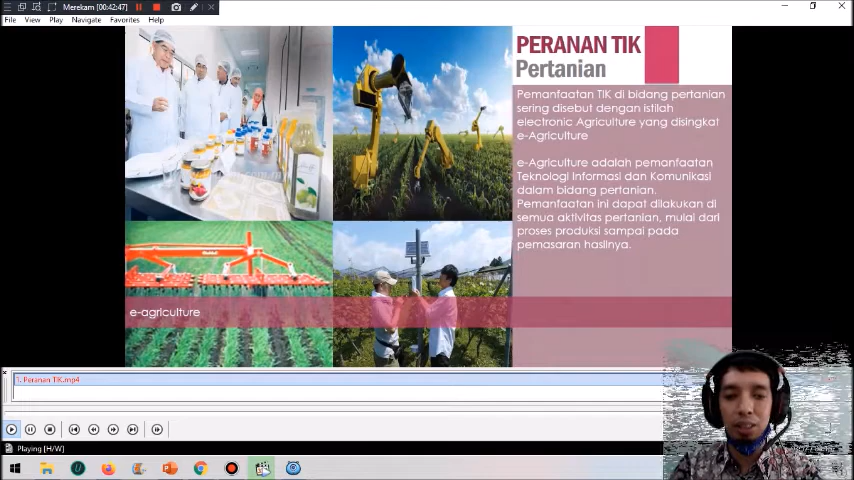 Merekam (00:42:47)
File View Play Navigate Favorites Help
PERANAN TIK
Pertanian
Pemanfaatan TIK di bidang pertanian
sering disebut dengan istilah
electronic Agriculture yang disingkat
e-Agriculture
e-Agriculture adalah pemanfaatan
Teknologi Informasi dan Komunikasi
dalam bidang pertanian.
Pemanfaatan ini dapat dilakukan di
semua aktivitas pertanian, mulai dari
proses produksi sampai pada
pemasaran hasilnya.
e-agriculture
1. Peranan TIK.mp4
Playing [H/W]